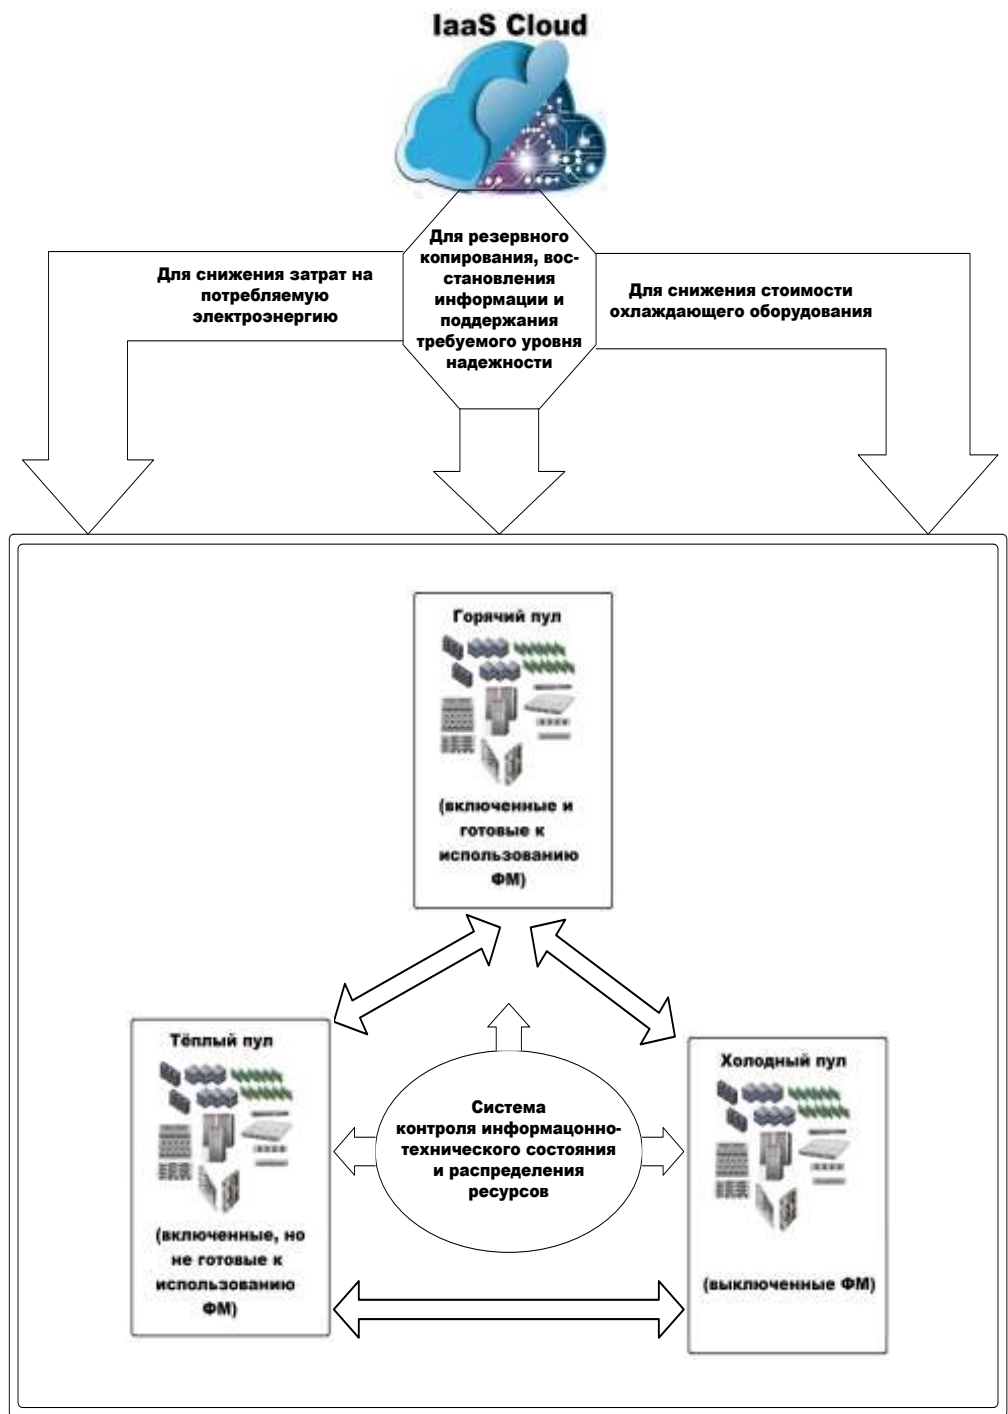 IaaS Cloud
Для снижения затрат на
потребляемую
электроэнергию
Для резервного
копирования, вос-
становления
информации и
поддержания
требуемого уровня
надежности
Для снижения стоимости
охлаждающего оборудования
Горячий пул
(включенные и
готовые к
использованию
ФМ)
Тёплый пул
(включенные, но
не готовые к
использованию
ФМ)
Система
контроля информацонно-
технического состояния
и распределения
ресурсов
Холодный пул
(выключенные ФМ)